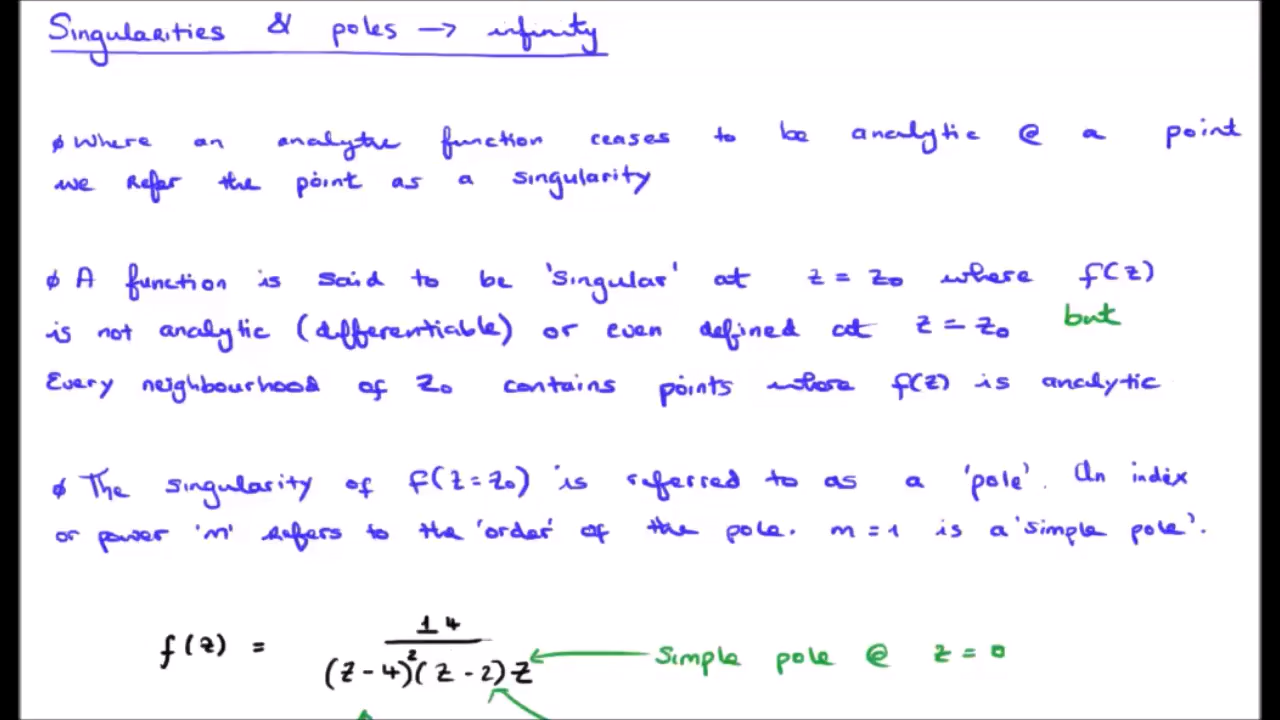 Singularities & poles → infinity
φ Where an analytic function ceases to be analytic @ a point
we refer the point as a singularity
φ A function is said to be 'singular' at z = z₀ where f(z)
is not analytic (differentiable) or even defined at z = z₀ but
Every neighbourhood of z₀ contains points where f(z) is analytic
φ The singularity of f(z=z₀) is referred to as a 'pole'. An index
or power 'm' refers to the 'order' of the pole. m = 1 is a 'simple pole'.
f(z) = 14 / (z - 4)²(z - 2)z ← Simple pole @ z = 0